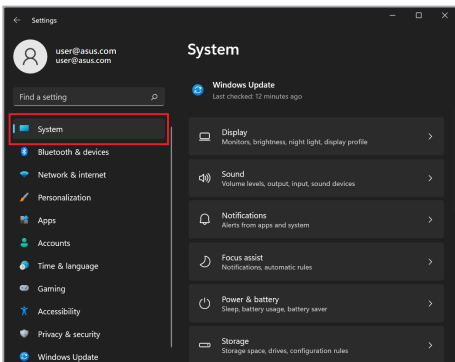 Settings
user@asus.com
user@asus.com
Find a setting
System
Bluetooth & devices
Network & internet
Personalization
Apps
Accounts
Time & language
Gaming
Accessibility
Privacy & security
Windows Update
System
Windows Update
Last checked: 12 minutes ago
Display
Monitors, brightness, night light, display profile
Sound
Volume levels, output, input, sound devices
Notifications
Alerts from apps and system
Focus assist
Notifications, automatic rules
Power & battery
Sleep, battery usage, battery saver
Storage
Storage space, drives, configuration rules